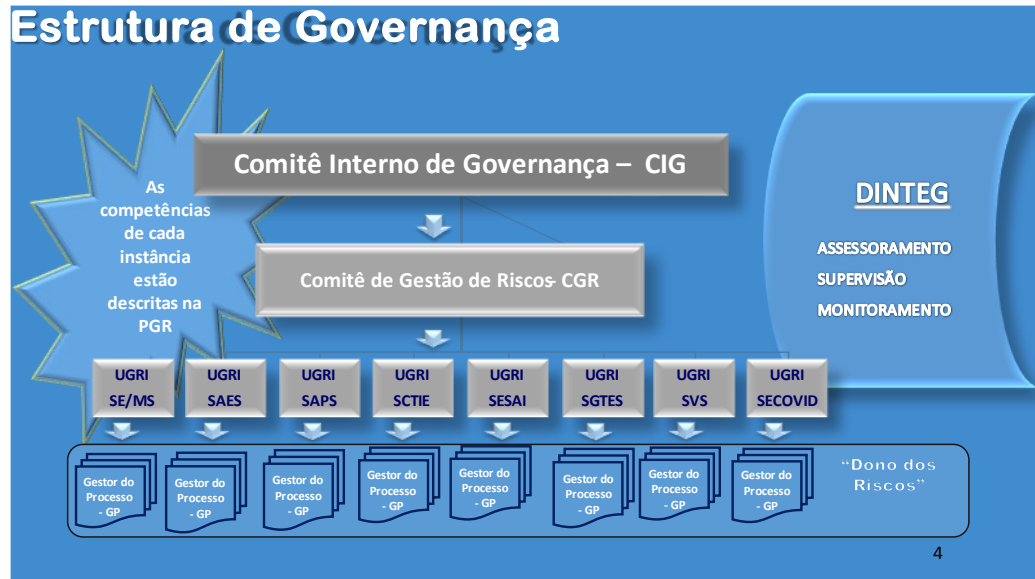 Estrutura de Governança
Comitê Interno de Governança – CIG
As
competências
de cada
instância
estão
descritas na
PGR
Comitê de Gestão de Riscos- CGR
DINTEG
ASSESSORAMENTO
SUPERVISÃO
MONITORAMENTO
UGRI
SE/MS
UGRI
SAES
UGRI
SAPS
UGRI
SCTIE
UGRI
SESAI
UGRI
SGTES
UGRI
SVS
UGRI
SECOVID
Gestor do
Processo
- GP
Gestor do
Processo
- GP
Gestor do
Processo
- GP
Gestor do
Processo
- GP
Gestor do
Processo
- GP
Gestor do
Processo
- GP
Gestor do
Processo
- GP
Gestor do
Processo
- GP
“Dono dos
Riscos”
4